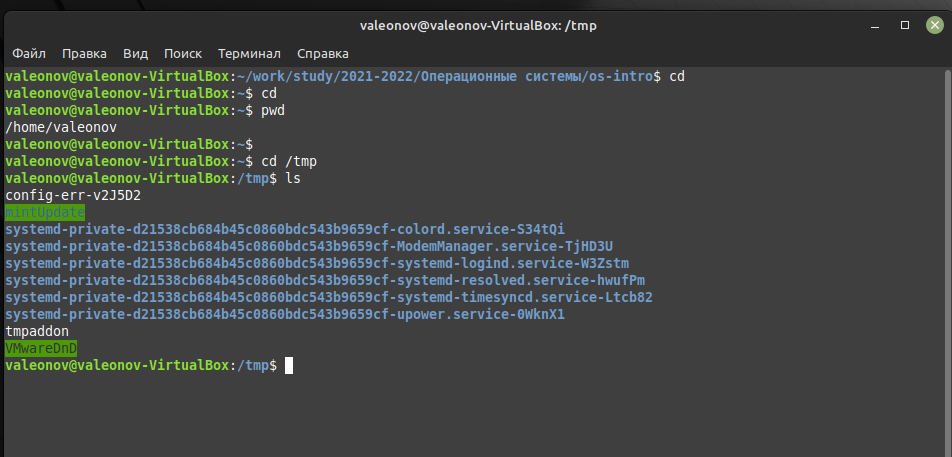 valeonov@valeonov-VirtualBox: /tmp
Файл Правка Вид Поиск Терминал Справка
valeonov@valeonov-VirtualBox:~/work/study/2021-2022/Операционные системы/os-intro$ cd
valeonov@valeonov-VirtualBox:~$ cd
valeonov@valeonov-VirtualBox:~$ pwd
/home/valeonov
valeonov@valeonov-VirtualBox:~$
valeonov@valeonov-VirtualBox:~$ cd /tmp
valeonov@valeonov-VirtualBox:/tmp$ ls
config-err-v2J5D2
mintUpdate
systemd-private-d21538cb684b45c0860bdc543b9659cf-colord.service-S34tQi
systemd-private-d21538cb684b45c0860bdc543b9659cf-ModemManager.service-TjHD3U
systemd-private-d21538cb684b45c0860bdc543b9659cf-systemd-logind.service-W3Zstm
systemd-private-d21538cb684b45c0860bdc543b9659cf-systemd-resolved.service-hwufPm
systemd-private-d21538cb684b45c0860bdc543b9659cf-systemd-timesyncd.service-Ltcb82
systemd-private-d21538cb684b45c0860bdc543b9659cf-upower.service-0WknX1
tmpaddon
VMwareDnD
valeonov@valeonov-VirtualBox:/tmp$